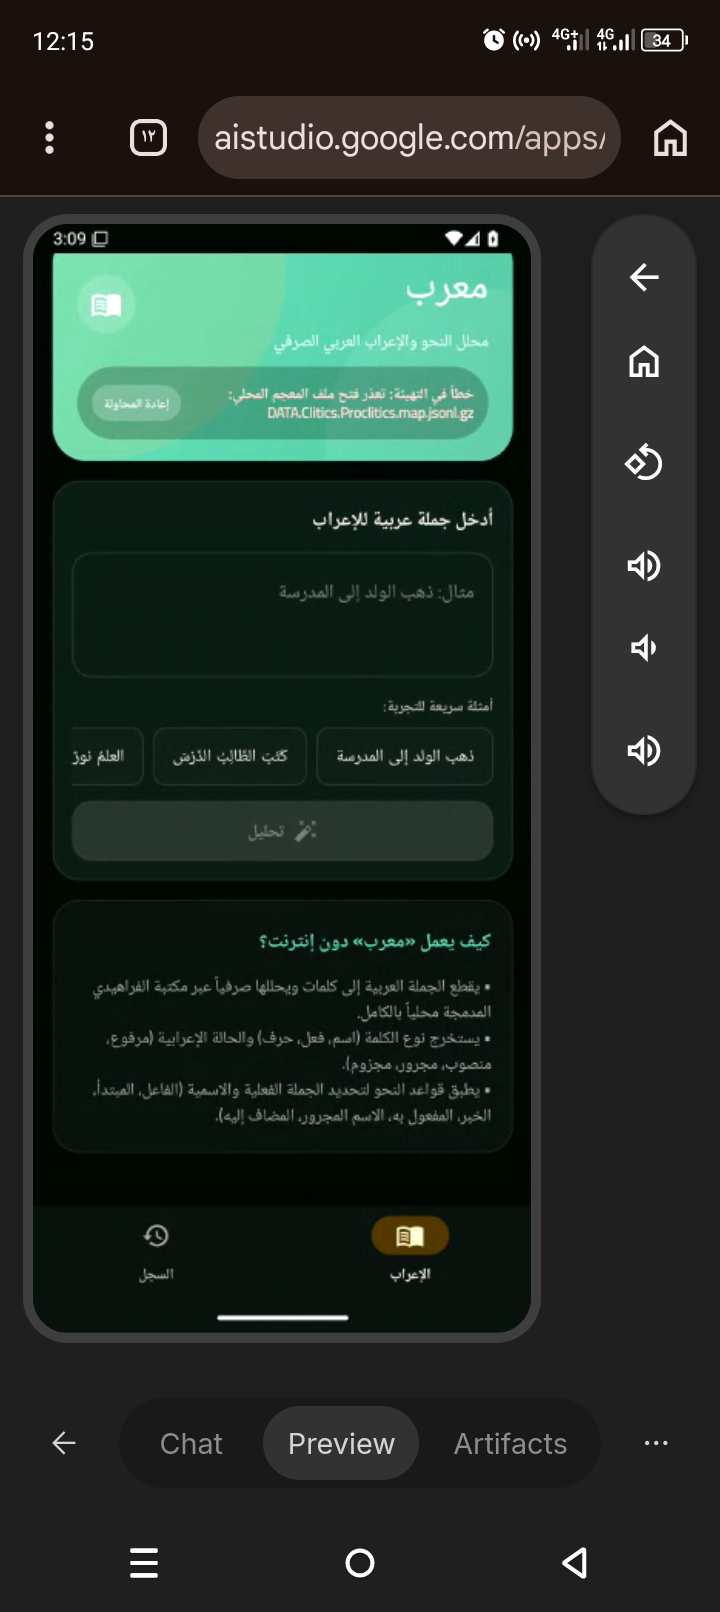 12:15
4G+
4G
34
١٢
aistudio.google.com/apps/
3:09
معرب
محلل النحو والإعراب العربي الصرفي
خطأ في التهيئة: تعذر فتح ملف المعجم المحلي:
DATA.Clitics.Proclitics.map.jsonl.gz
إعادة المحاولة
أدخل جملة عربية للإعراب
مثال: ذهب الولد إلى المدرسة
أمثلة سريعة للتجربة:
ذهب الولد إلى المدرسة
كَتَبَ الطَّالِبُ الدَّرْسَ
العلمُ نورٌ
تحليل
كيف يعمل «معرب» دون إنترنت؟
▪ يقطع الجملة العربية إلى كلمات ويحللها صرفياً عبر مكتبة الفراهيدي
المدمجة محلياً بالكامل.
▪ يستخرج نوع الكلمة (اسم، فعل، حرف) والحالة الإعرابية (مرفوع،
منصوب، مجرور، مجزوم).
▪ يطبق قواعد النحو لتحديد الجملة الفعلية والاسمية (الفاعل، المبتدأ،
الخبر، المفعول به، الاسم المجرور، المضاف إليه).
الإعراب
السجل
Chat
Preview
Artifacts